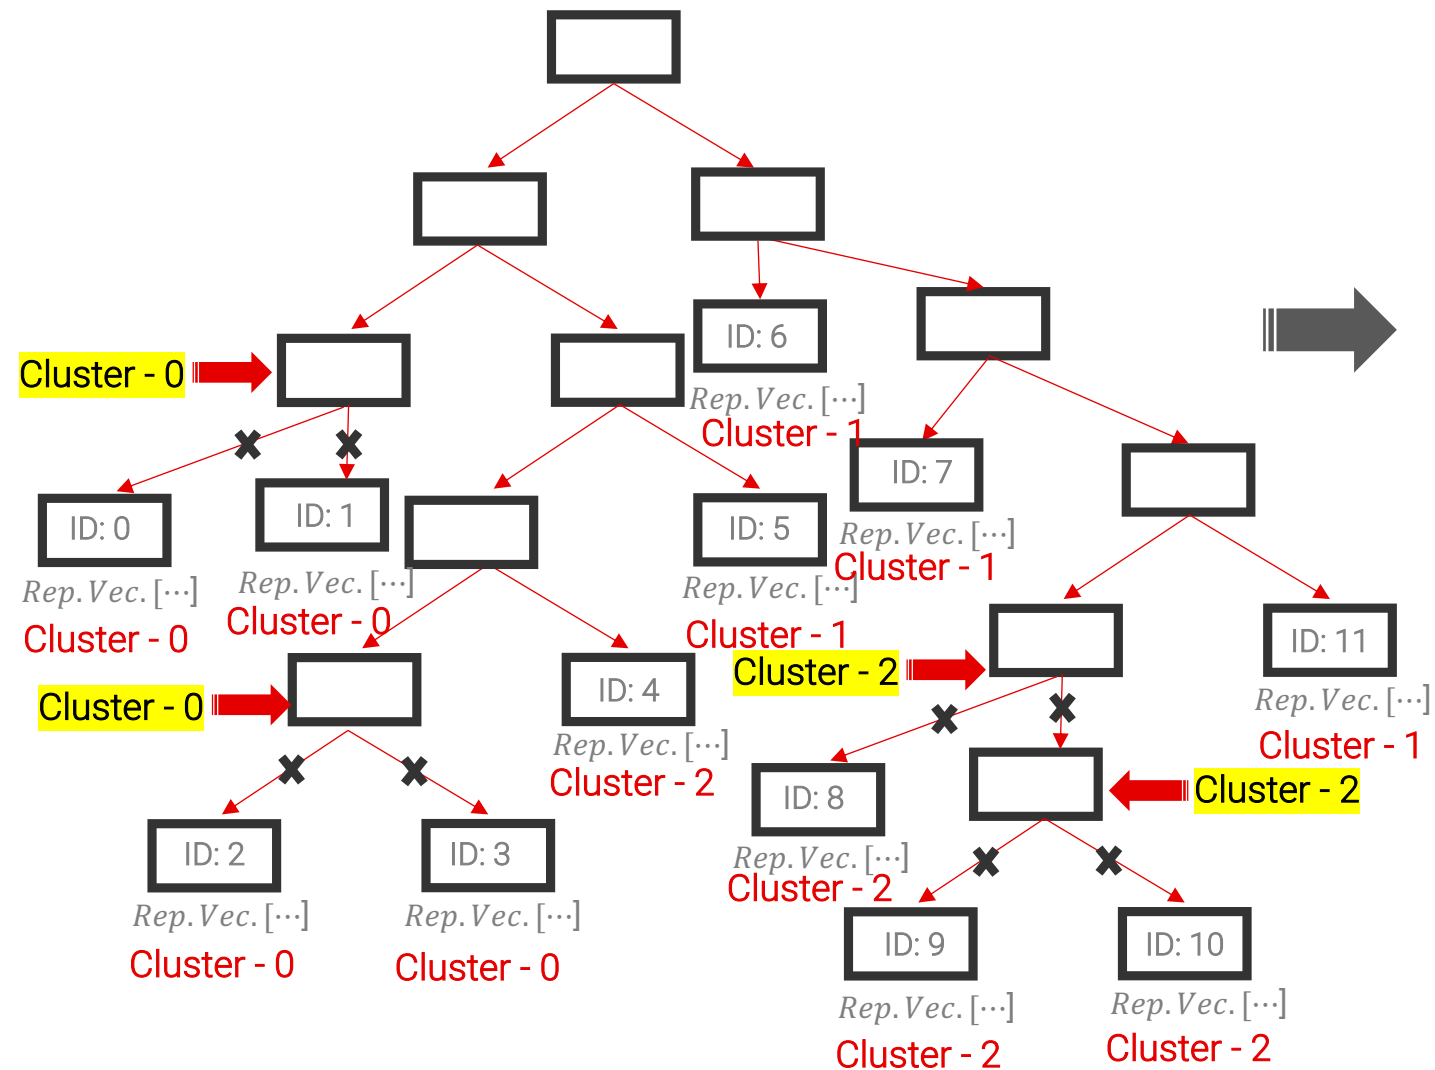 ID: 6
Rep.Vec.[⋯]
Cluster - 1
Cluster - 0
ID: 7
Rep.Vec.[⋯]
Cluster - 1
ID: 0
Rep.Vec.[⋯]
Cluster - 0
ID: 1
Rep.Vec.[⋯]
Cluster - 0
ID: 5
Rep.Vec.[⋯]
Cluster - 1
Cluster - 2
ID: 11
Rep.Vec.[⋯]
Cluster - 1
Cluster - 0
ID: 4
Rep.Vec.[⋯]
Cluster - 2
ID: 8
Rep.Vec.[⋯]
Cluster - 2
Cluster - 2
ID: 2
Rep.Vec.[⋯]
Cluster - 0
ID: 3
Rep.Vec.[⋯]
Cluster - 0
ID: 9
Rep.Vec.[⋯]
Cluster - 2
ID: 10
Rep.Vec.[⋯]
Cluster - 2